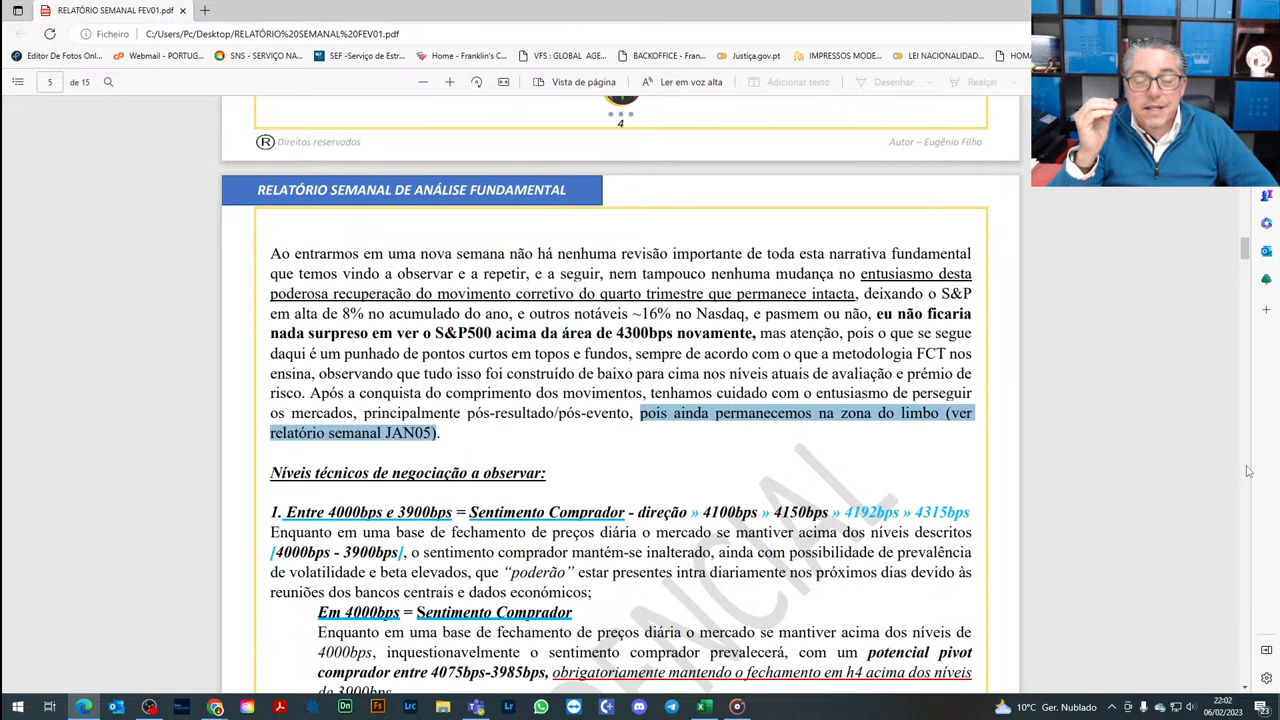 RELATÓRIO SEMANAL FEV01.pdf
Ficheiro C:/Users/Pc/Desktop/RELATÓRIO%20SEMANAL%20FEV01.pdf
Editor De Fotos Onl... Webmail - PORTUG... SNS - SERVIÇO NA... SEF -Serviço de Estr... Home - Franklin's C... VFS : GLOBAL AGE... BACKOFFICE - Fran... Justiça.gov.pt IMPRESSOS MODE... LEI NACIONALIDAD...
5 de 15 Vista de página Ler em voz alta Adicionar texto Desenhar Realçar
4
R Direitos reservados Autor – Eugênio Filho
RELATÓRIO SEMANAL DE ANÁLISE FUNDAMENTAL
Ao entrarmos em uma nova semana não há nenhuma revisão importante de toda esta narrativa fundamental
que temos vindo a observar e a repetir, e a seguir, nem tampouco nenhuma mudança no entusiasmo desta
poderosa recuperação do movimento corretivo do quarto trimestre que permanece intacta, deixando o S&P
em alta de 8% no acumulado do ano, e outros notáveis ~16% no Nasdaq, e pasmem ou não, eu não ficaria
nada surpreso em ver o S&P500 acima da área de 4300bps novamente, mas atenção, pois o que se segue
daqui é um punhado de pontos curtos em topos e fundos, sempre de acordo com o que a metodologia FCT nos
ensina, observando que tudo isso foi construído de baixo para cima nos níveis atuais de avaliação e prémio de
risco. Após a conquista do comprimento dos movimentos, tenhamos cuidado com o entusiasmo de perseguir
os mercados, principalmente pós-resultado/pós-evento, pois ainda permanecemos na zona do limbo (ver
relatório semanal JAN05).
Níveis técnicos de negociação a observar:
1. Entre 4000bps e 3900bps = Sentimento Comprador - direção » 4100bps » 4150bps » 4192bps » 4315bps
Enquanto em uma base de fechamento de preços diária o mercado se mantiver acima dos níveis descritos
[4000bps - 3900bps], o sentimento comprador mantém-se inalterado, ainda com possibilidade de prevalência
de volatilidade e beta elevados, que “poderão” estar presentes intra diariamente nos próximos dias devido às
reuniões dos bancos centrais e dados económicos;
Em 4000bps = Sentimento Comprador
Enquanto em uma base de fechamento de preços diária o mercado se mantiver acima dos níveis de
4000bps, inquestionavelmente o sentimento comprador prevalecerá, com um potencial pivot
comprador entre 4075bps-3985bps, obrigatoriamente mantendo o fechamento em h4 acima dos níveis
de 3900bps
10°C Ger. Nublado 22:02
06/02/2023